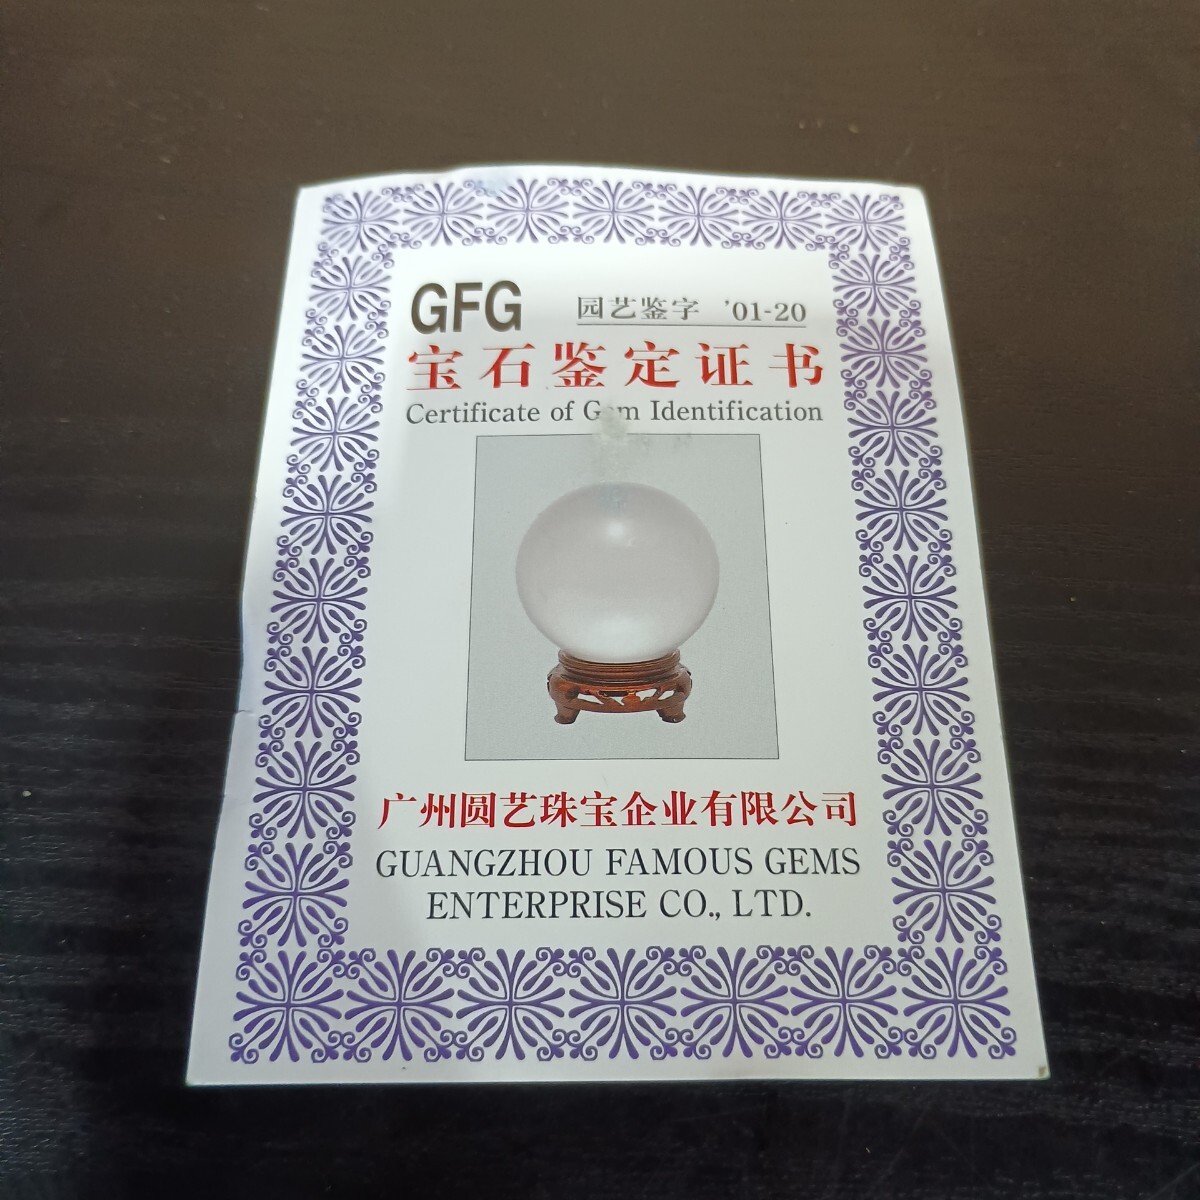 GFG 园艺鉴字 '01-20
宝石鉴定证书
Certificate of Gem Identification
广州圆艺珠宝企业有限公司
GUANGZHOU FAMOUS GEMS
ENTERPRISE CO., LTD.